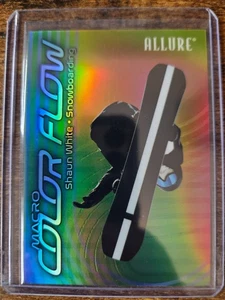 ALLURE®
MACRO
COLOR FLOW
Shaun White • Snowboarding